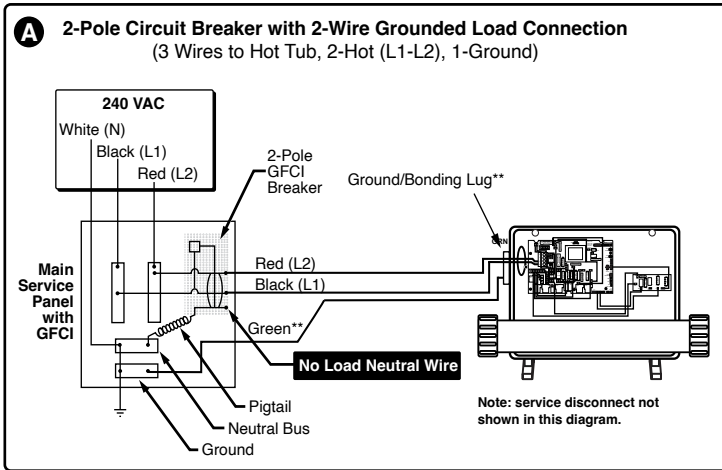 A
2-Pole Circuit Breaker with 2-Wire Grounded Load Connection
(3 Wires to Hot Tub, 2-Hot (L1-L2), 1-Ground)
240 VAC
White (N)
Black (L1)
Red (L2)
2-Pole
GFCI
Breaker
Ground/Bonding Lug**
GRN
Main
Service
Panel
with
GFCI
Red (L2)
Black (L1)
Green**
No Load Neutral Wire
Pigtail
Neutral Bus
Ground
Note: service disconnect not
shown in this diagram.